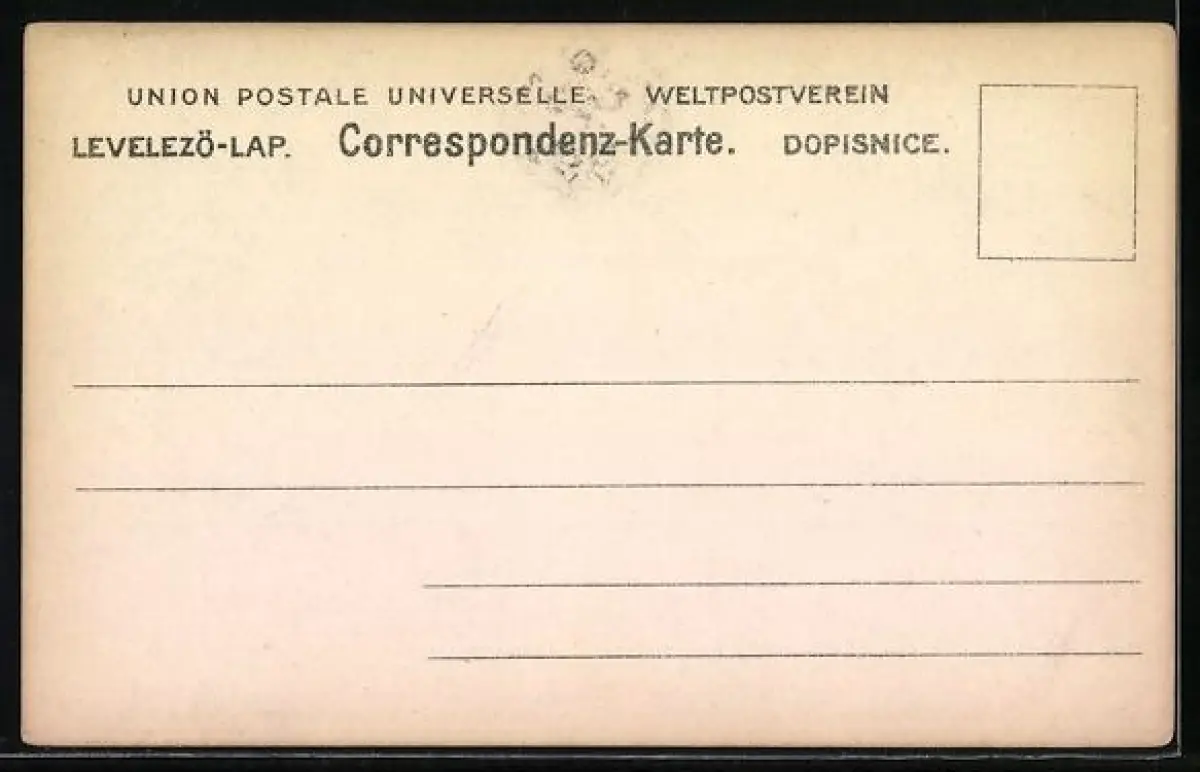 UNION POSTALE UNIVERSELLE. WELTPOSTVEREIN
LEVELEZÖ-LAP. Correspondenz-Karte. DOPISNICE.